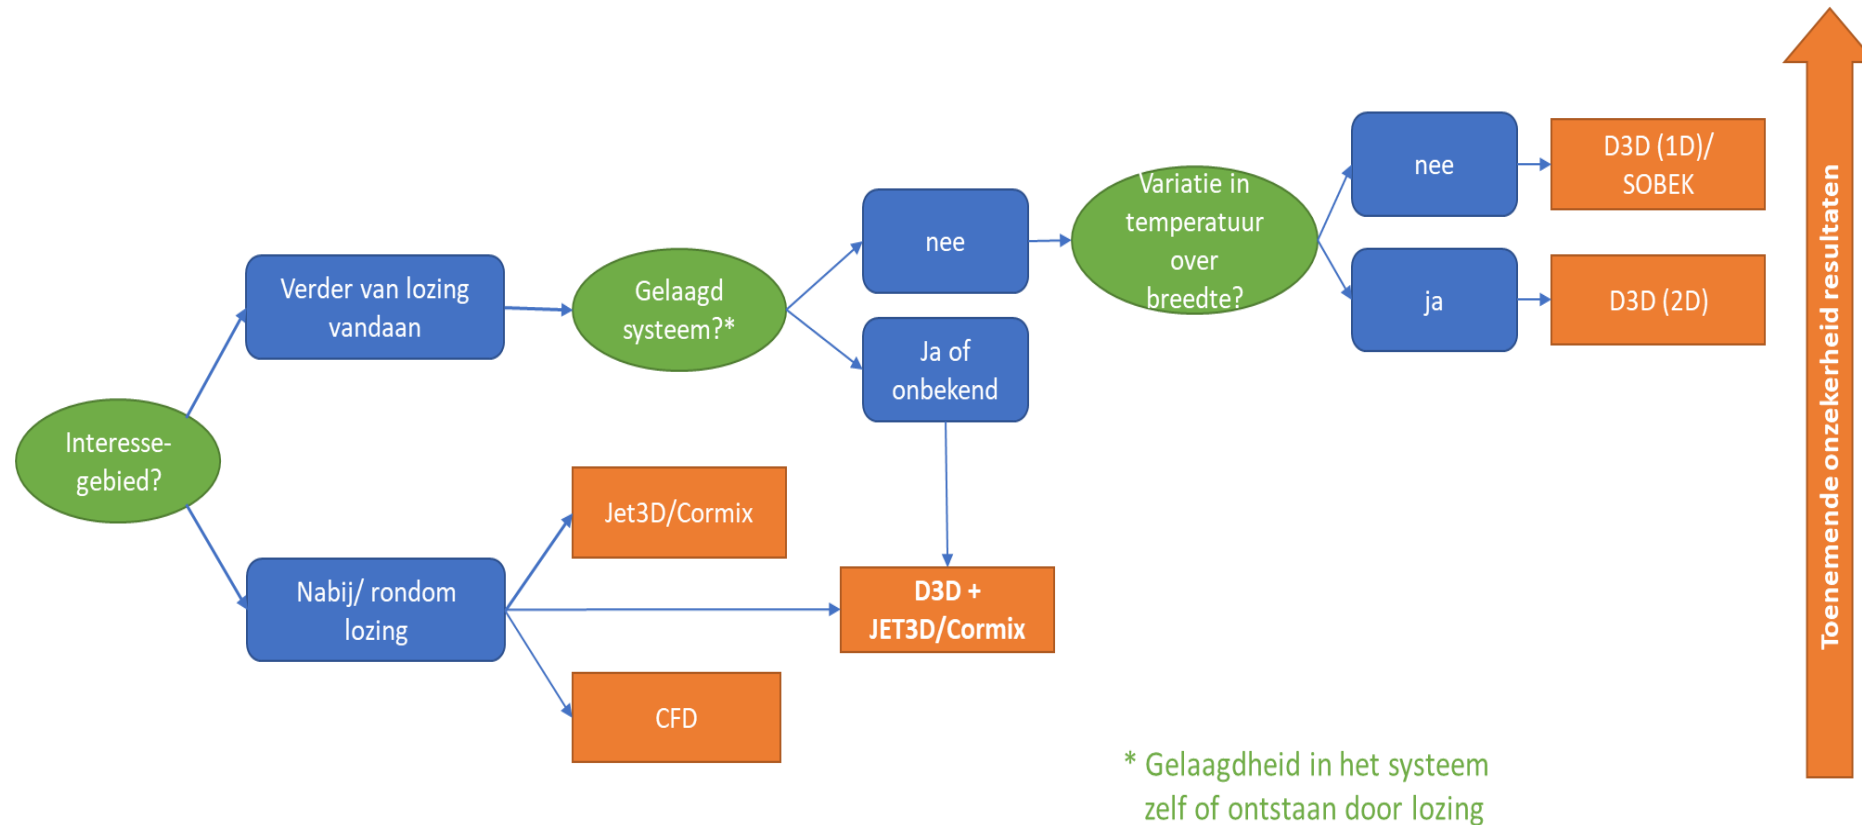 Interesse-
gebied?
Verder van lozing
vandaan
Gelaagd
systeem?*
nee
Ja of
onbekend
Variatie in
temperatuur
over
breedte?
nee
D3D (1D)/
SOBEK
ja
D3D (2D)
Nabij/ rondom
lozing
Jet3D/Cormix
D3D +
JET3D/Cormix
CFD
* Gelaagdheid in het systeem
zelf of ontstaan door lozing
Toenemende onzekerheid resultaten